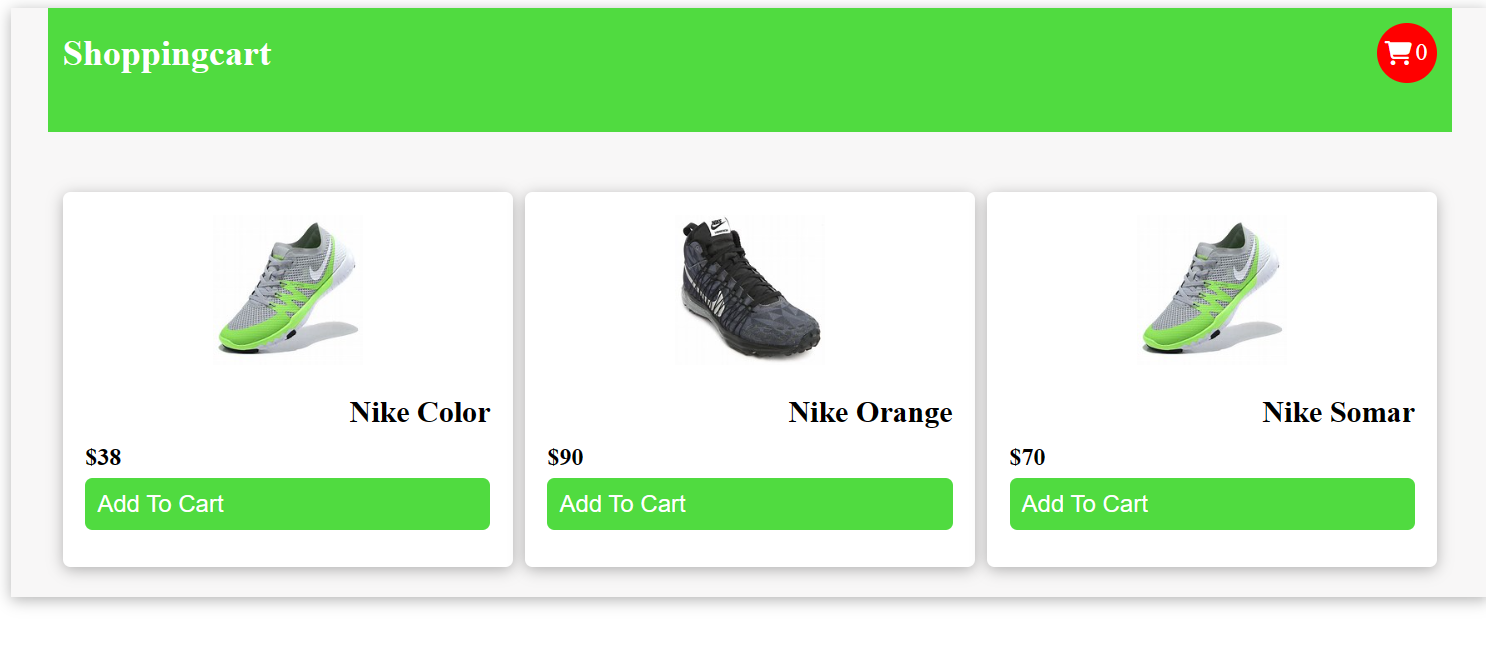 Shoppingcart
0
Nike Color
$38
Add To Cart
Nike Orange
$90
Add To Cart
Nike Somar
$70
Add To Cart